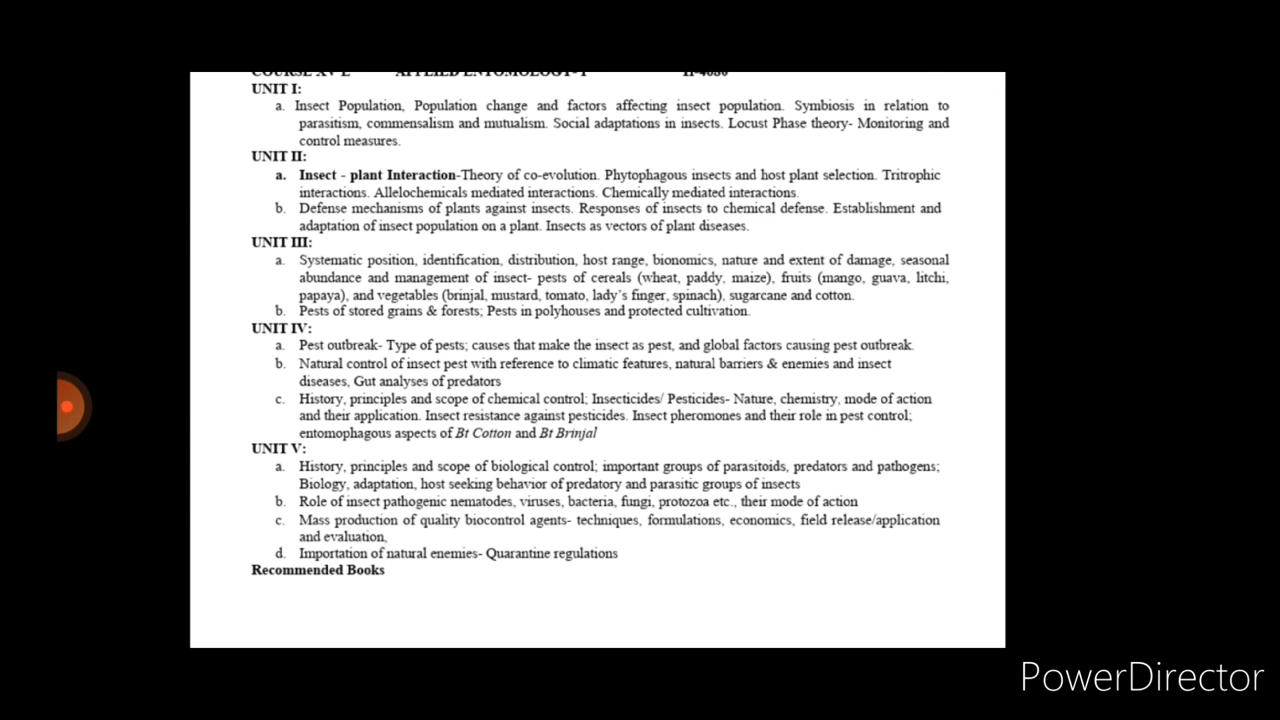 COURSE XV E APPLIED ENTOMOLOGY-I H-4080
UNIT I:
a. Insect Population, Population change and factors affecting insect population. Symbiosis in relation to
parasitism, commensalism and mutualism. Social adaptations in insects. Locust Phase theory- Monitoring and
control measures.
UNIT II:
a. Insect - plant Interaction-Theory of co-evolution. Phytophagous insects and host plant selection. Tritrophic
interactions. Allelochemicals mediated interactions. Chemically mediated interactions.
b. Defense mechanisms of plants against insects. Responses of insects to chemical defense. Establishment and
adaptation of insect population on a plant. Insects as vectors of plant diseases.
UNIT III:
a. Systematic position, identification, distribution, host range, bionomics, nature and extent of damage, seasonal
abundance and management of insect- pests of cereals (wheat, paddy, maize), fruits (mango, guava, litchi,
papaya), and vegetables (brinjal, mustard, tomato, lady's finger, spinach), sugarcane and cotton.
b. Pests of stored grains & forests; Pests in polyhouses and protected cultivation.
UNIT IV:
a. Pest outbreak- Type of pests; causes that make the insect as pest, and global factors causing pest outbreak.
b. Natural control of insect pest with reference to climatic features, natural barriers & enemies and insect
diseases, Gut analyses of predators
c. History, principles and scope of chemical control; Insecticides/ Pesticides- Nature, chemistry, mode of action
and their application. Insect resistance against pesticides. Insect pheromones and their role in pest control;
entomophagous aspects of Bt Cotton and Bt Brinjal
UNIT V:
a. History, principles and scope of biological control; important groups of parasitoids, predators and pathogens;
Biology, adaptation, host seeking behavior of predatory and parasitic groups of insects
b. Role of insect pathogenic nematodes, viruses, bacteria, fungi, protozoa etc., their mode of action
c. Mass production of quality biocontrol agents- techniques, formulations, economics, field release/application
and evaluation,
d. Importation of natural enemies- Quarantine regulations
Recommended Books
PowerDirector